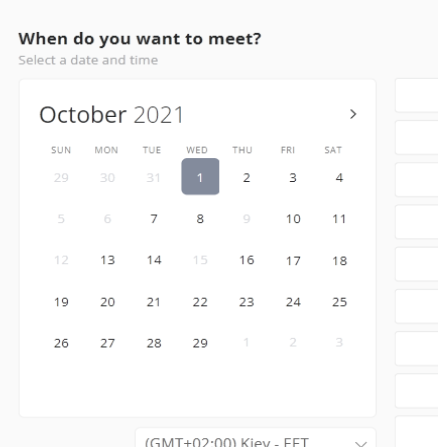 When do you want to meet?
Select a date and time
October 2021
SUN MON TUE WED THU FRI SAT
29 30 31 1 2 3 4
5 6 7 8 9 10 11
12 13 14 15 16 17 18
19 20 21 22 23 24 25
26 27 28 29 1 2 3
(GMT+02:00) Kiev - EET